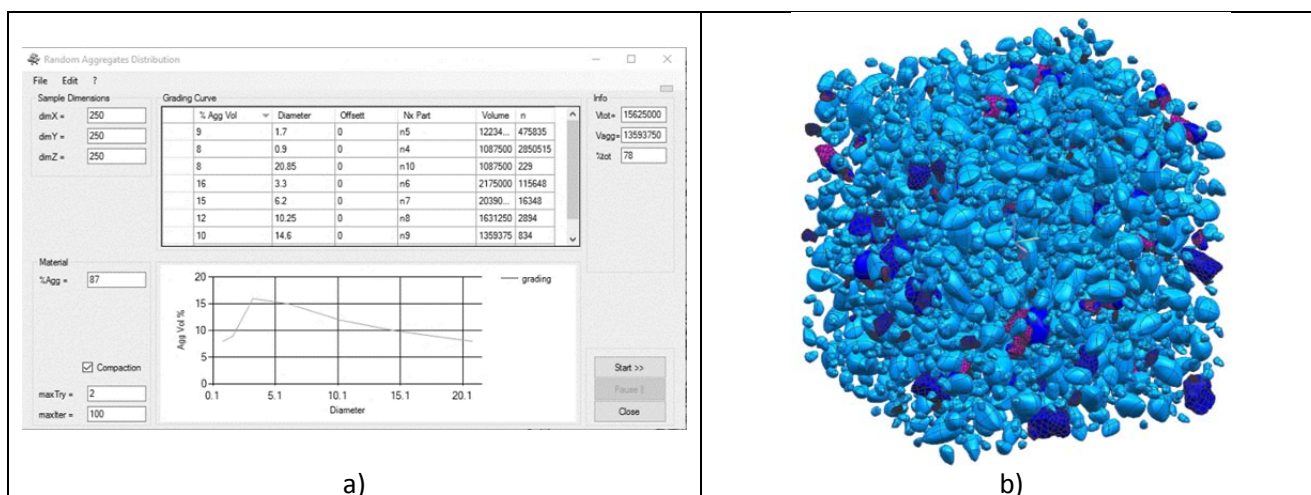 Random Aggregates Distribution
File Edit ?
Sample Dimensions
dimX = 250
dimY = 250
dimZ = 250
Grading Curve
% Agg Vol Diameter Offsett Nx Part Volume n
9 1.7 0 n5 12234... 475835
8 0.9 0 n4 1087500 2850515
8 20.85 0 n10 1087500 229
16 3.3 0 n6 2175000 115648
15 6.2 0 n7 20390... 16348
12 10.25 0 n8 1631250 2894
10 14.6 0 n9 1359375 834
Info
Vtot= 15625000
Vagg= 13593750
%tot 78
Material
%Agg = 87
Compaction
maxTry = 2
maxIter = 100
Agg Vol %
20
15
10
5
0
0.1 5.1 10.1 15.1 20.1
Diameter
grading
Start >>
Pause ||
Close
a)
b)